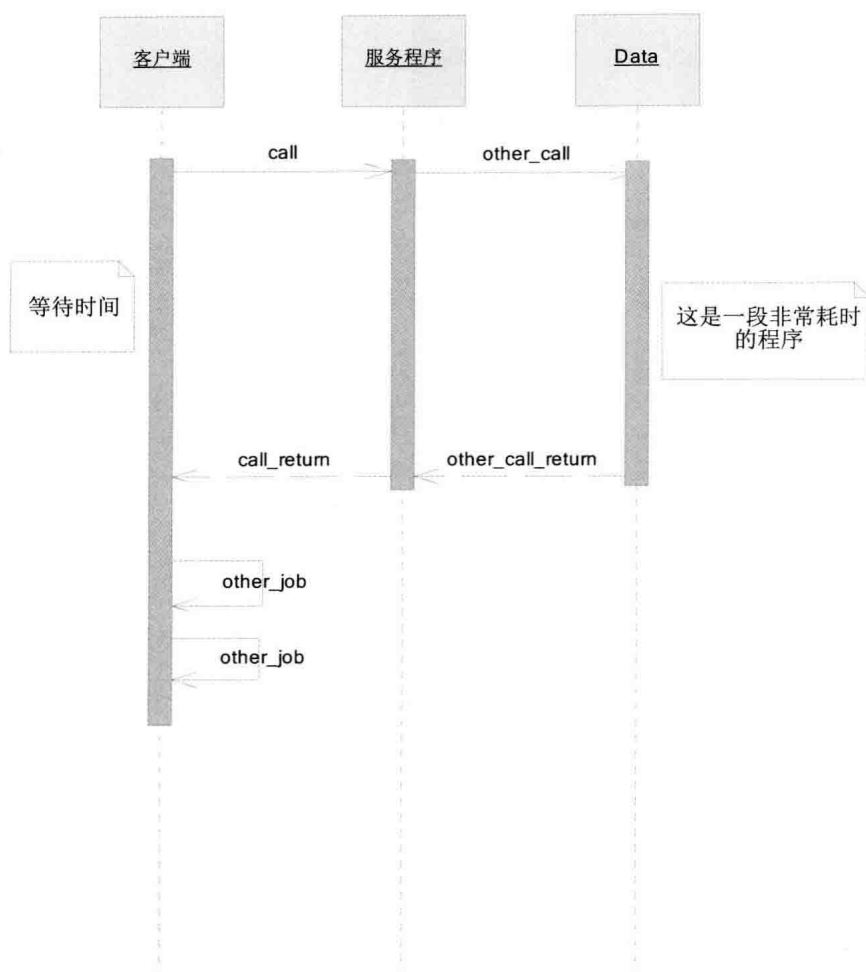 客户端
服务程序
Data
call
other_call
等待时间
这是一段非常耗时
的程序
call_return
other_call_return
other_job
other_job